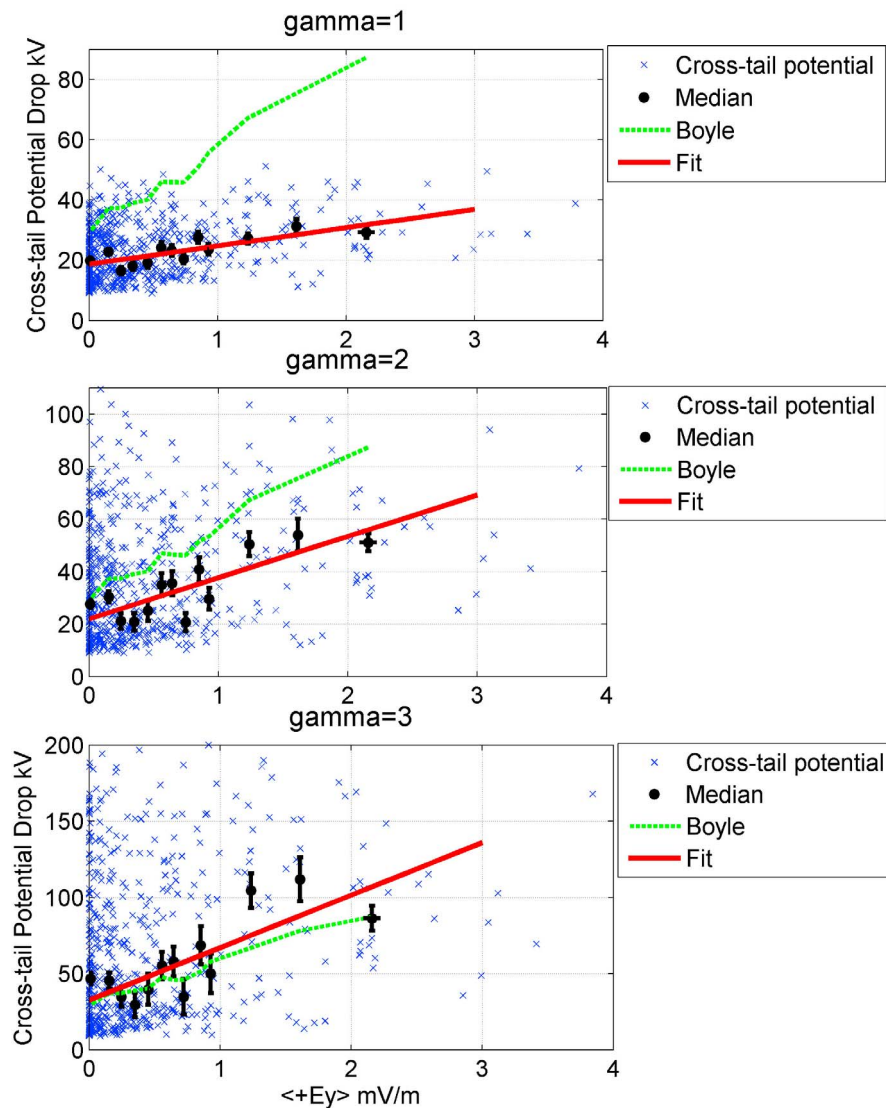 gamma=1
Cross-tail Potential Drop kV
80
60
40
20
0
0 1 2 3 4
Cross-tail potential
Median
Boyle
Fit
gamma=2
100
80
60
40
20
0
0 1 2 3 4
Cross-tail potential
Median
Boyle
Fit
gamma=3
Cross-tail Potential Drop kV
200
150
100
50
0
0 1 2 3 4
<+Ey> mV/m
Cross-tail potential
Median
Boyle
Fit